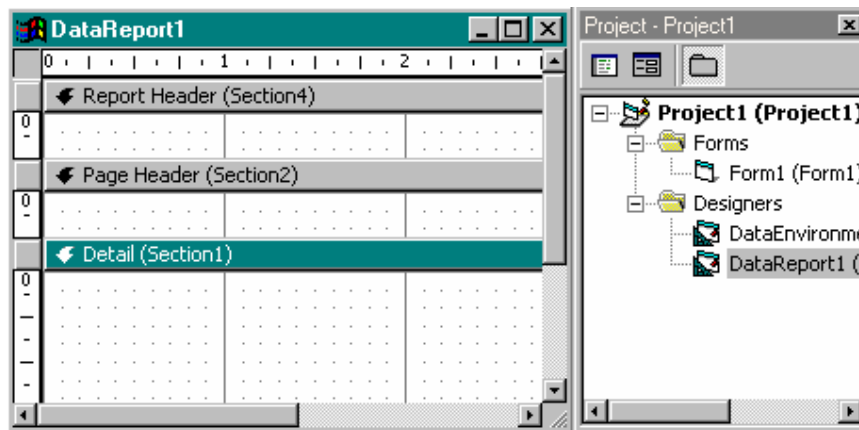 DataReport1
0 1 2
Report Header (Section4)
0
Page Header (Section2)
0
Detail (Section1)
0
Project - Project1
Project1 (Project1)
Forms
Form1 (Form1)
Designers
DataEnvironme
DataReport1 (